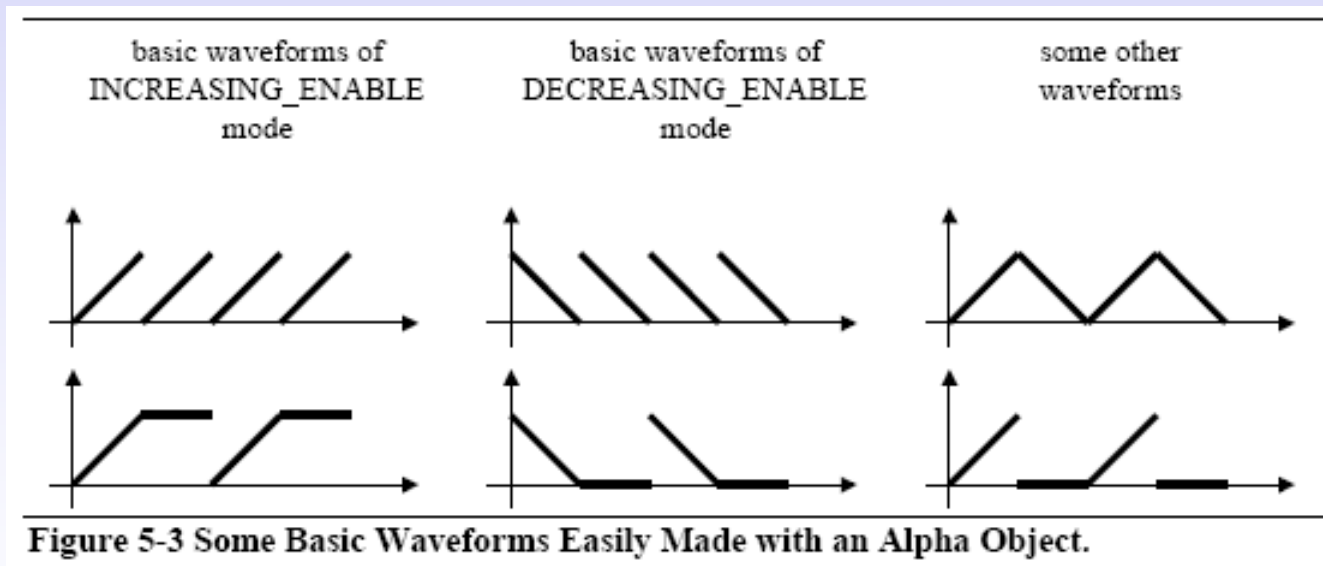 basic waveforms of
INCREASING_ENABLE
mode
basic waveforms of
DECREASING_ENABLE
mode
some other
waveforms
Figure 5-3 Some Basic Waveforms Easily Made with an Alpha Object.